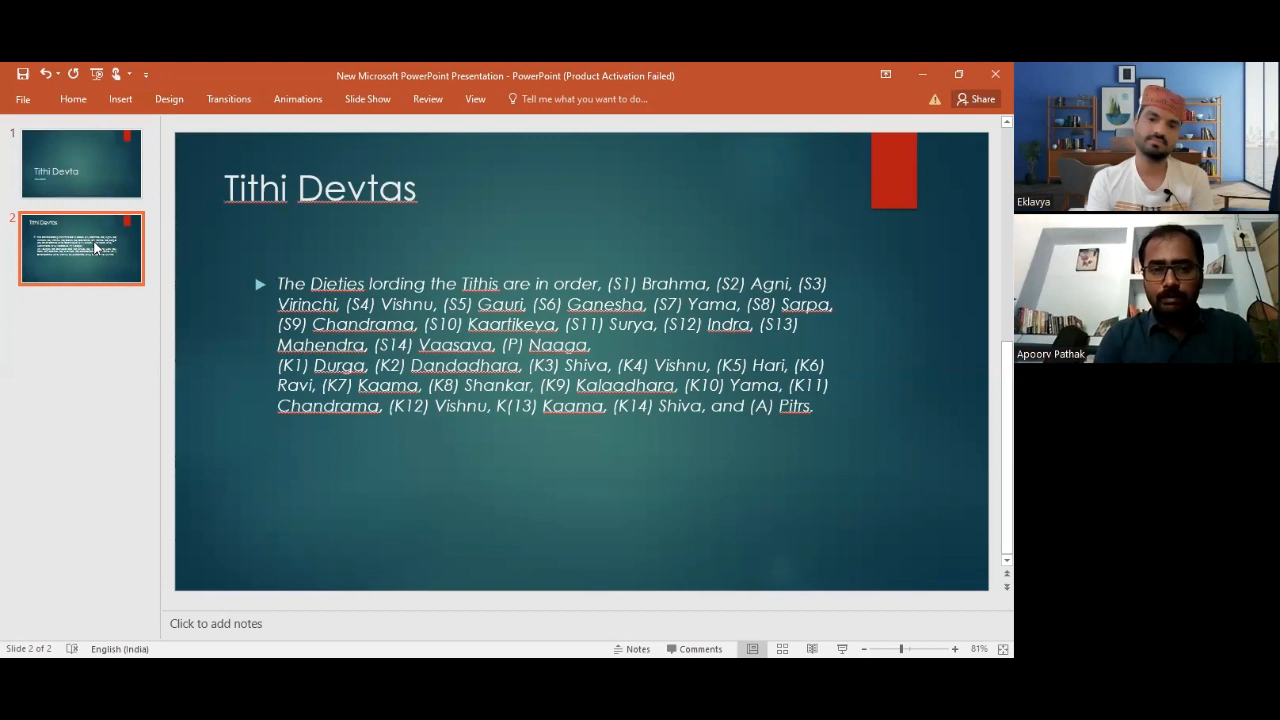 New Microsoft PowerPoint Presentation - PowerPoint (Product Activation Failed)
File Home Insert Design Transitions Animations Slide Show Review View Tell me what you want to do... Share
1
Tithi Devta
2
Tithi Devtas
Tithi Devtas
The Dieties lording the Tithis are in order, (S1) Brahma, (S2) Agni, (S3)
Virinchi, (S4) Vishnu, (S5) Gauri, (S6) Ganesha, (S7) Yama, (S8) Sarpa,
(S9) Chandrama, (S10) Kaartikeya, (S11) Surya, (S12) Indra, (S13)
Mahendra, (S14) Vaasava, (P) Naaga,
(K1) Durga, (K2) Dandadhara, (K3) Shiva, (K4) Vishnu, (K5) Hari, (K6)
Ravi, (K7) Kaama, (K8) Shankar, (K9) Kalaadhara, (K10) Yama, (K11)
Chandrama, (K12) Vishnu, K(13) Kaama, (K14) Shiva, and (A) Pitrs.
Click to add notes
Slide 2 of 2 English (India) Notes Comments 81%
Eklavya
Apoorv Pathak